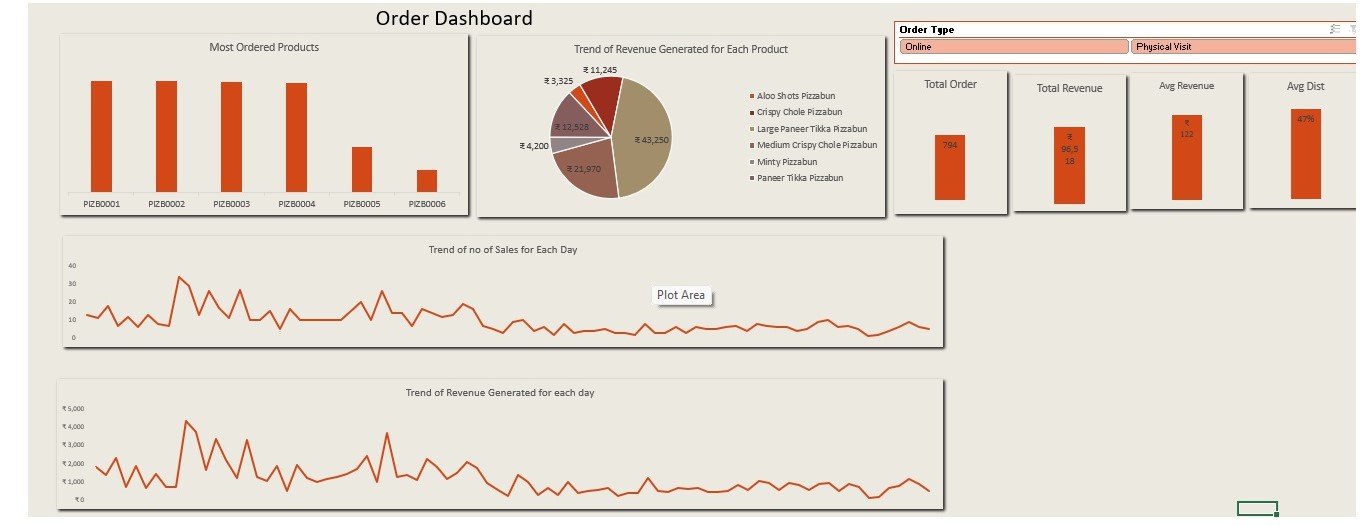 Order Dashboard
Most Ordered Products
PIZB0001
PIZB0002
PIZB0003
PIZB0004
PIZB0005
PIZB0006
Trend of Revenue Generated for Each Product
₹ 11,245
₹ 3,325
₹ 12,528
₹ 43,250
₹ 4,200
₹ 21,970
Aloo Shots Pizzabun
Crispy Chole Pizzabun
Large Paneer Tikka Pizzabun
Medium Crispy Chole Pizzabun
Minty Pizzabun
Paneer Tikka Pizzabun
Order Type
Online
Physical Visit
Total Order
794
Total Revenue
₹
96,5
18
Avg Revenue
₹
122
Avg Dist
47%
Trend of no of Sales for Each Day
40
30
20
10
0
Plot Area
Trend of Revenue Generated for each day
₹ 5,000
₹ 4,000
₹ 3,000
₹ 2,000
₹ 1,000
₹ 0